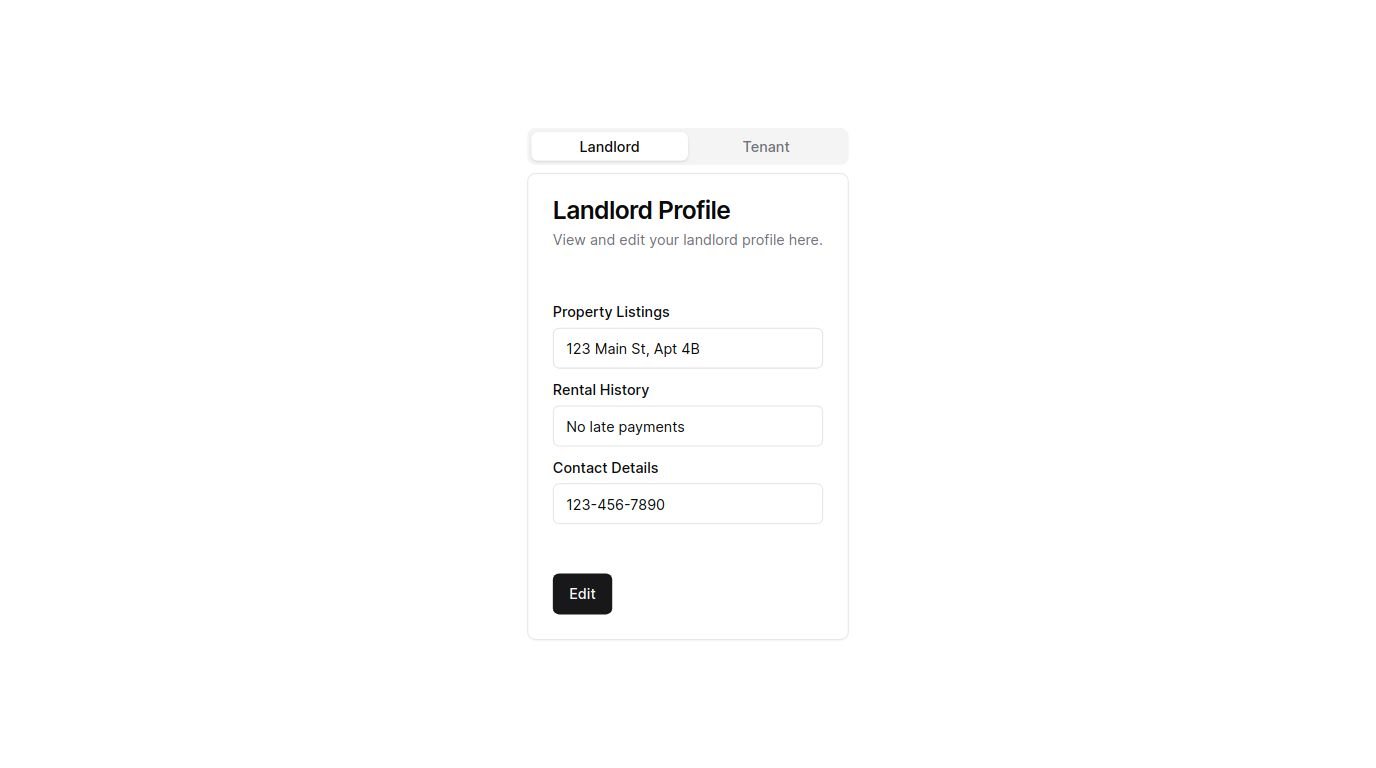 Landlord
Tenant
Landlord Profile
View and edit your landlord profile here.
Property Listings
123 Main St, Apt 4B
Rental History
No late payments
Contact Details
123-456-7890
Edit